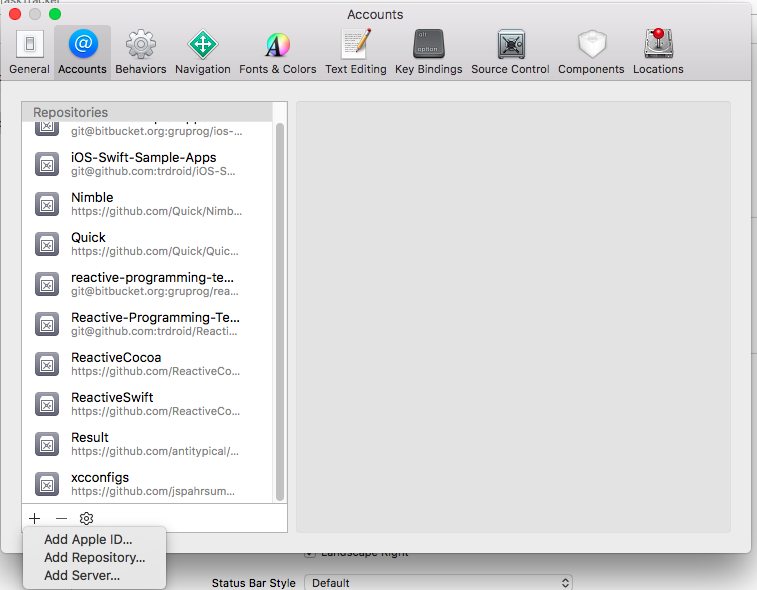 TaskTracker
Accounts
General Accounts Behaviors Navigation Fonts & Colors Text Editing Key Bindings Source Control Components Locations
alt
option
Repositories
git@bitbucket.org:gruprog/ios-...
iOS-Swift-Sample-Apps
git@github.com:trdroid/iOS-S...
Nimble
https://github.com/Quick/Nimb...
Quick
https://github.com/Quick/Quic...
reactive-programming-te...
git@bitbucket.org:gruprog/rea...
Reactive-Programming-Te...
git@github.com:trdroid/Reacti...
ReactiveCocoa
https://github.com/ReactiveCo...
ReactiveSwift
https://github.com/ReactiveCo...
Result
https://github.com/antitypical/...
xcconfigs
https://github.com/jspahrsum...
Add Apple ID...
Add Repository...
Add Server...
Landscape Right
Status Bar Style Default